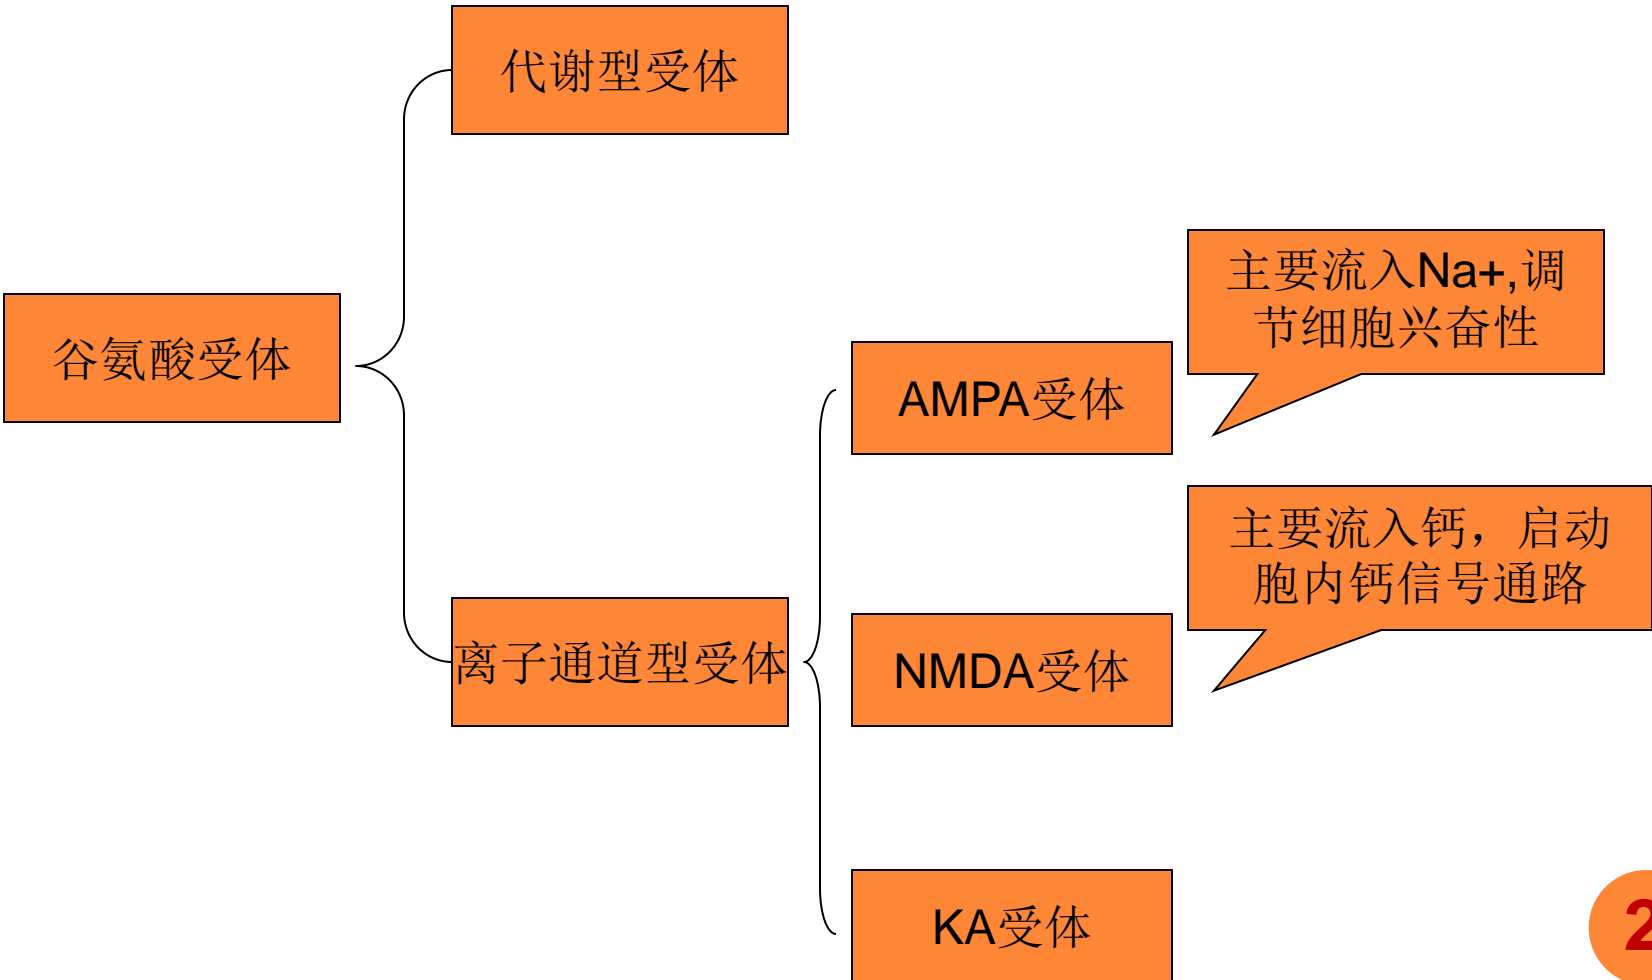 代谢型受体
谷氨酸受体
离子通道型受体
AMPA受体
主要流入Na+,调
节细胞兴奋性
NMDA受体
主要流入钙，启动
胞内钙信号通路
KA受体
2